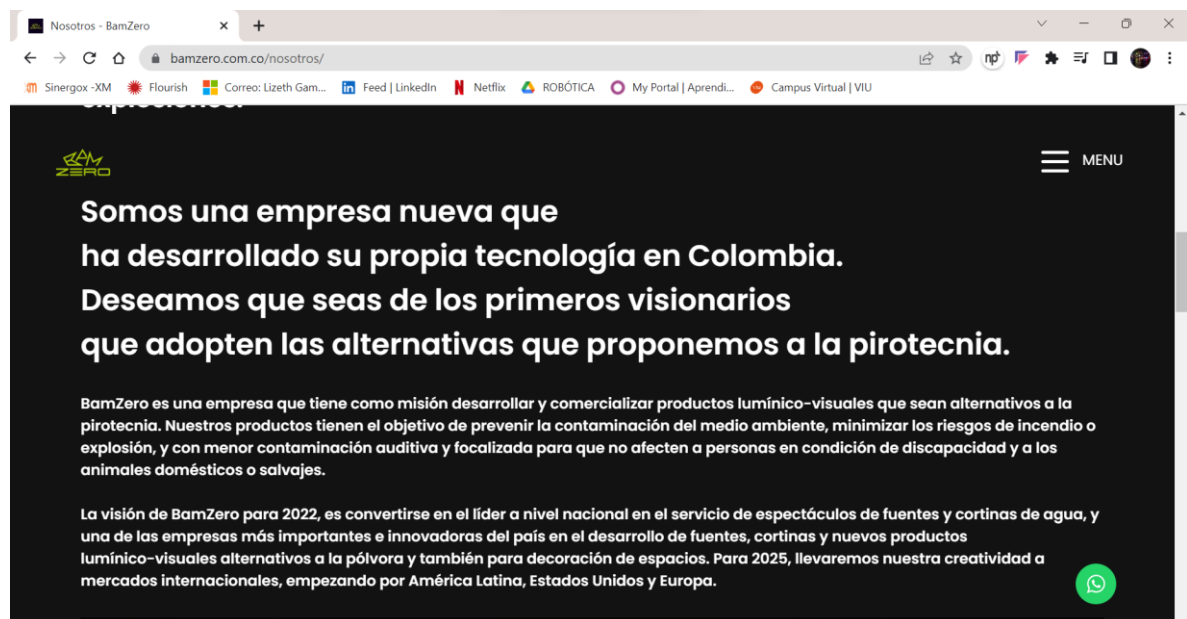 Nosotros - BamZero
bamzero.com.co/nosotros/
Sinergox -XM Flourish Correo: Lizeth Gam... Feed | LinkedIn Netflix ROBÓTICA My Portal | Aprendi... Campus Virtual | VIU
explosiones.
BAM
ZERO
MENU
Somos una empresa nueva que
ha desarrollado su propia tecnología en Colombia.
Deseamos que seas de los primeros visionarios
que adopten las alternativas que proponemos a la pirotecnia.
BamZero es una empresa que tiene como misión desarrollar y comercializar productos lumínico-visuales que sean alternativos a la
pirotecnia. Nuestros productos tienen el objetivo de prevenir la contaminación del medio ambiente, minimizar los riesgos de incendio o
explosión, y con menor contaminación auditiva y focalizada para que no afecten a personas en condición de discapacidad y a los
animales domésticos o salvajes.
La visión de BamZero para 2022, es convertirse en el líder a nivel nacional en el servicio de espectáculos de fuentes y cortinas de agua, y
una de las empresas más importantes e innovadoras del país en el desarrollo de fuentes, cortinas y nuevos productos
lumínico-visuales alternativos a la pólvora y también para decoración de espacios. Para 2025, llevaremos nuestra creatividad a
mercados internacionales, empezando por América Latina, Estados Unidos y Europa.